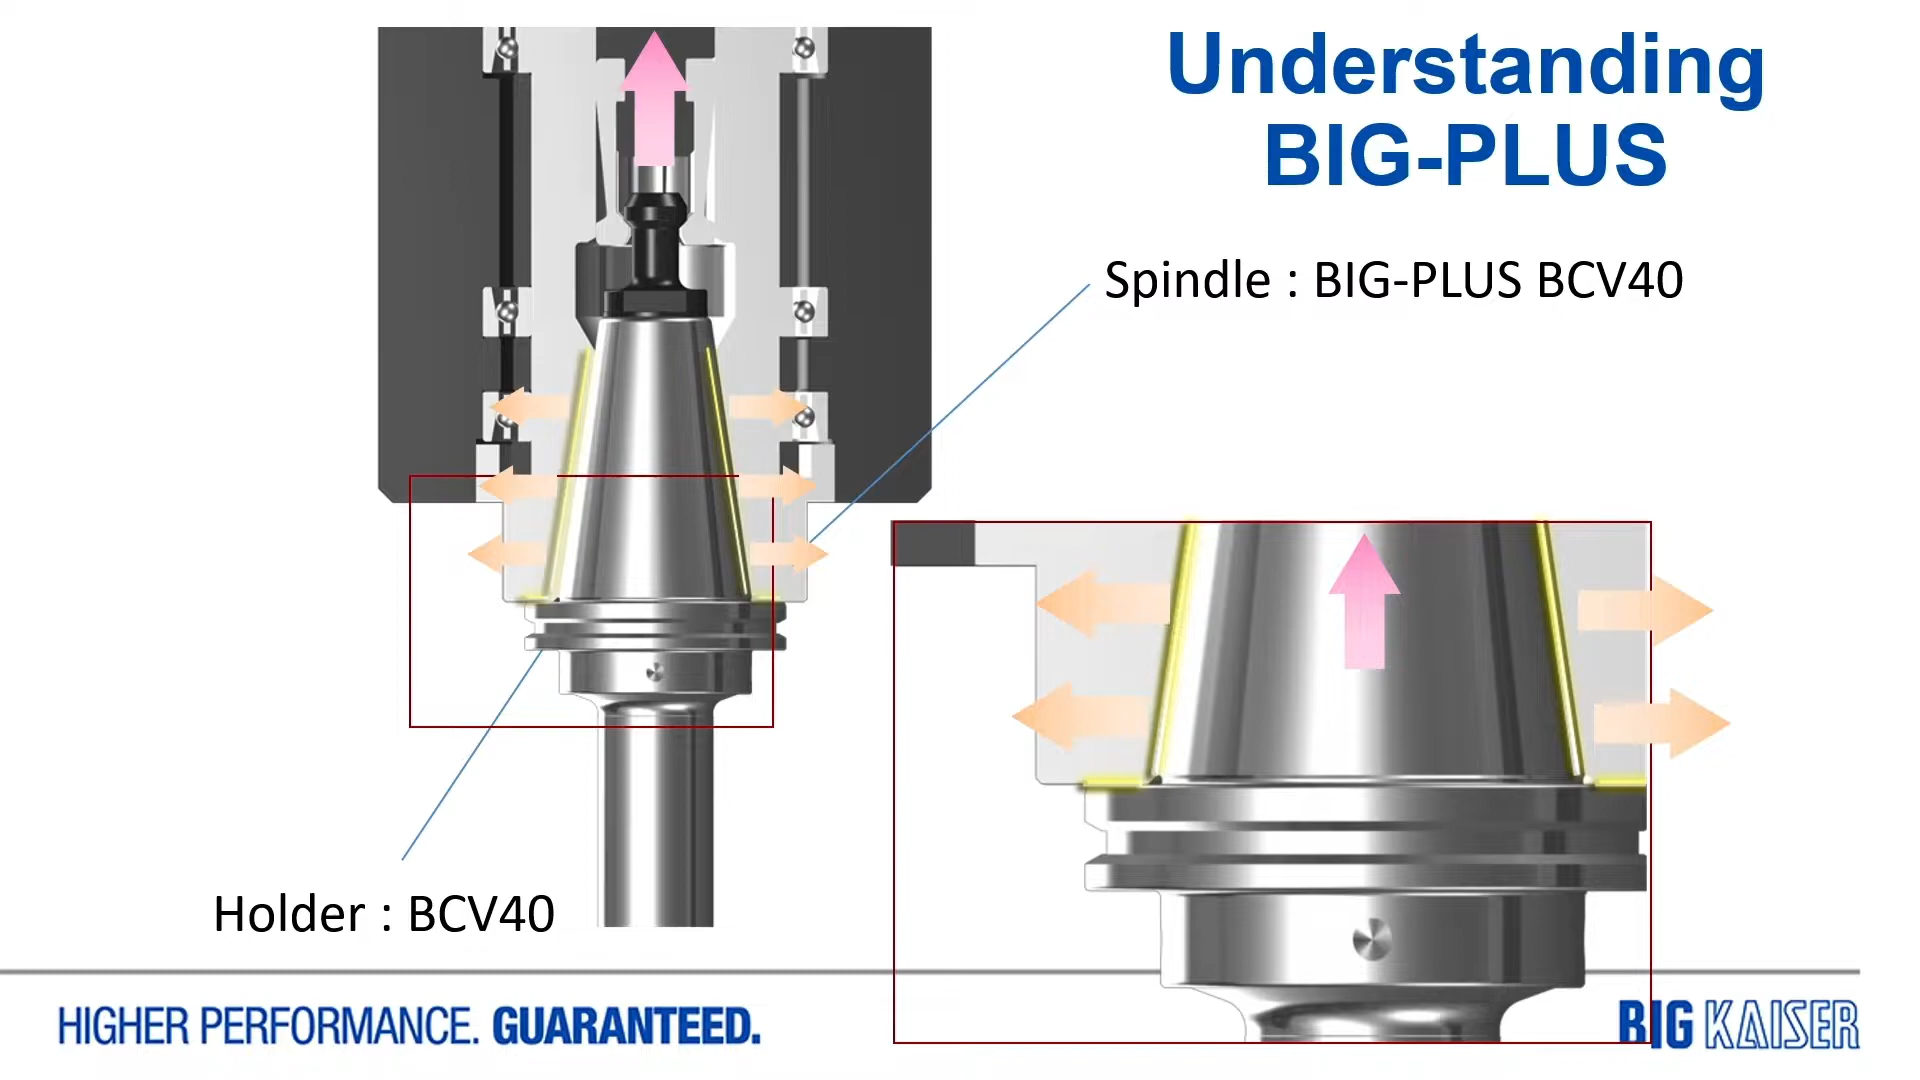 Understanding
BIG-PLUS
Spindle : BIG-PLUS BCV40
Holder : BCV40
HIGHER PERFORMANCE. GUARANTEED.
BIG KAISER